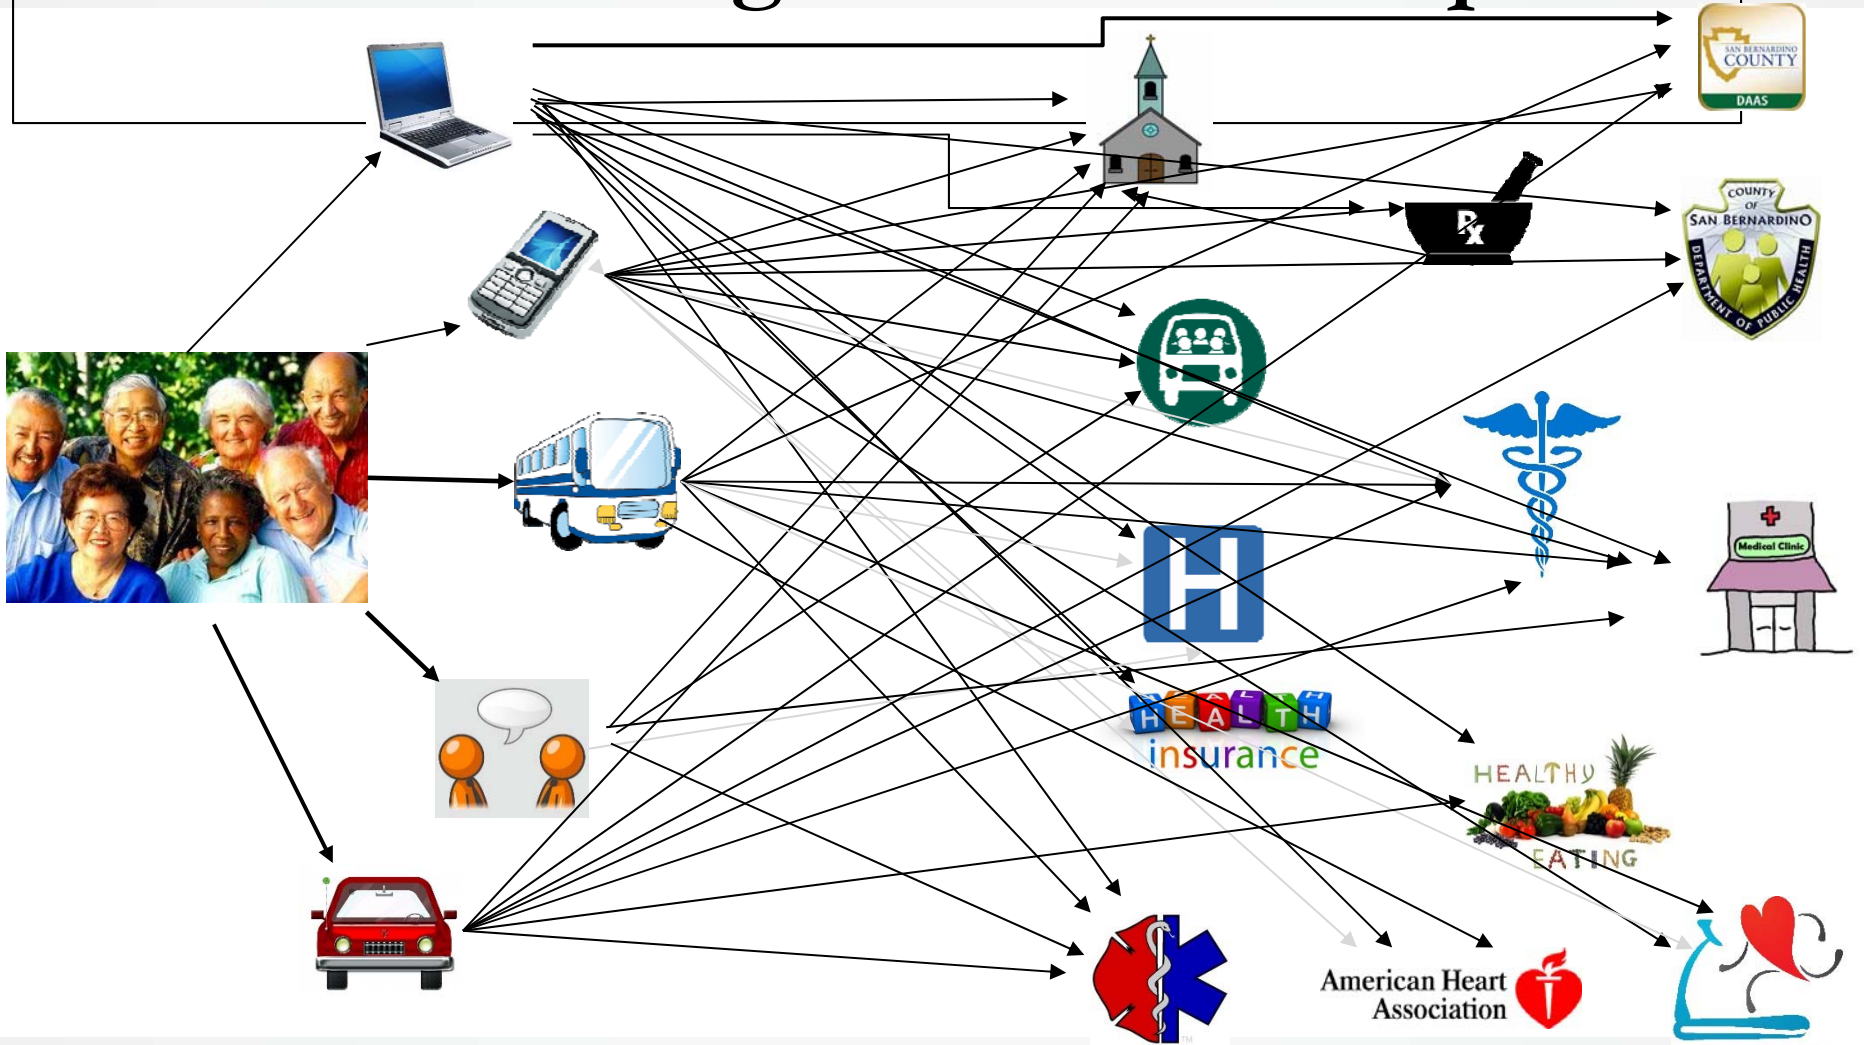 SAN BERNARDINO
COUNTY
DAAS
COUNTY
OF
SAN BERNARDINO
DEPARTMENT OF PUBLIC HEALTH
Rx
Medical Clinic
H
HEALTH
insurance
HEALTHY
EATING
American Heart
Association
TM